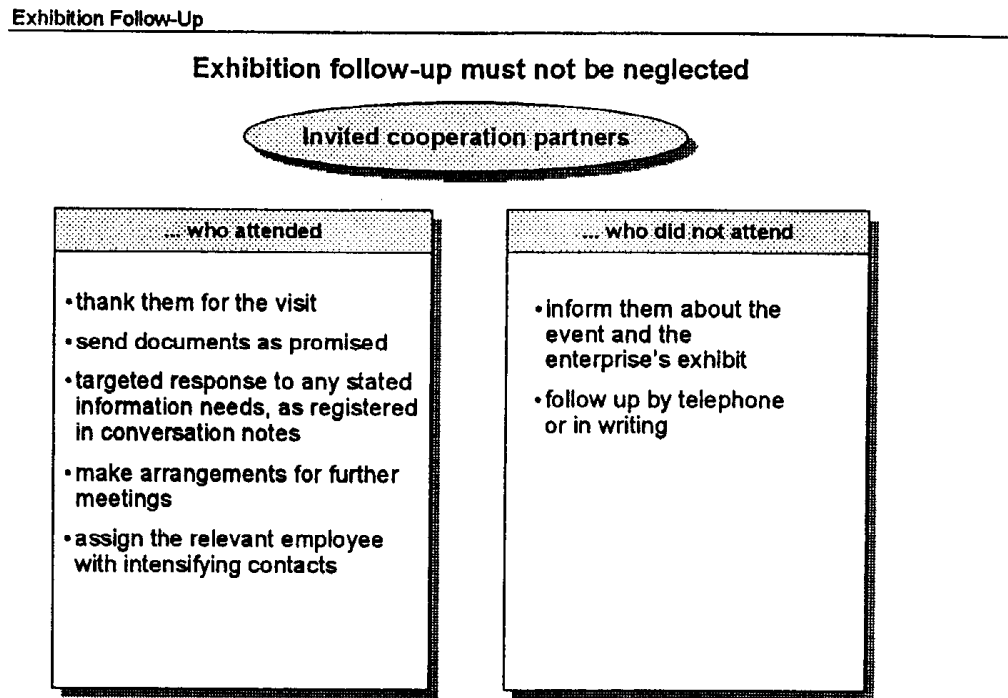 Exhibition Follow-Up
Exhibition follow-up must not be neglected
Invited cooperation partners
... who attended
•thank them for the visit
•send documents as promised
•targeted response to any stated
information needs, as registered
in conversation notes
•make arrangements for further
meetings
•assign the relevant employee
with intensifying contacts
... who did not attend
•inform them about the
event and the
enterprise's exhibit
•follow up by telephone
or in writing